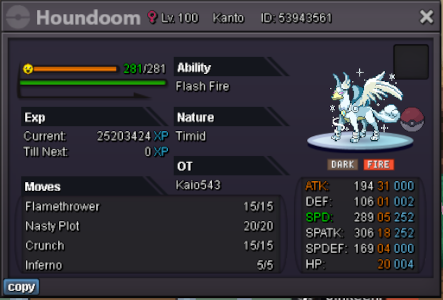 Houndoom Lv. 100 Kanto ID: 53943561
281/281
Ability
Flash Fire
Exp
Current: 25203424 XP
Till Next: 0 XP
Nature
Timid
OT
Kaio543
DARK FIRE
Moves
Flamethrower 15/15
Nasty Plot 20/20
Crunch 15/15
Inferno 5/5
ATK: 194 31 000
DEF: 106 01 002
SPD: 289 05 252
SPATK: 306 18 252
SPDEF: 169 04 000
HP: 20 004
copy